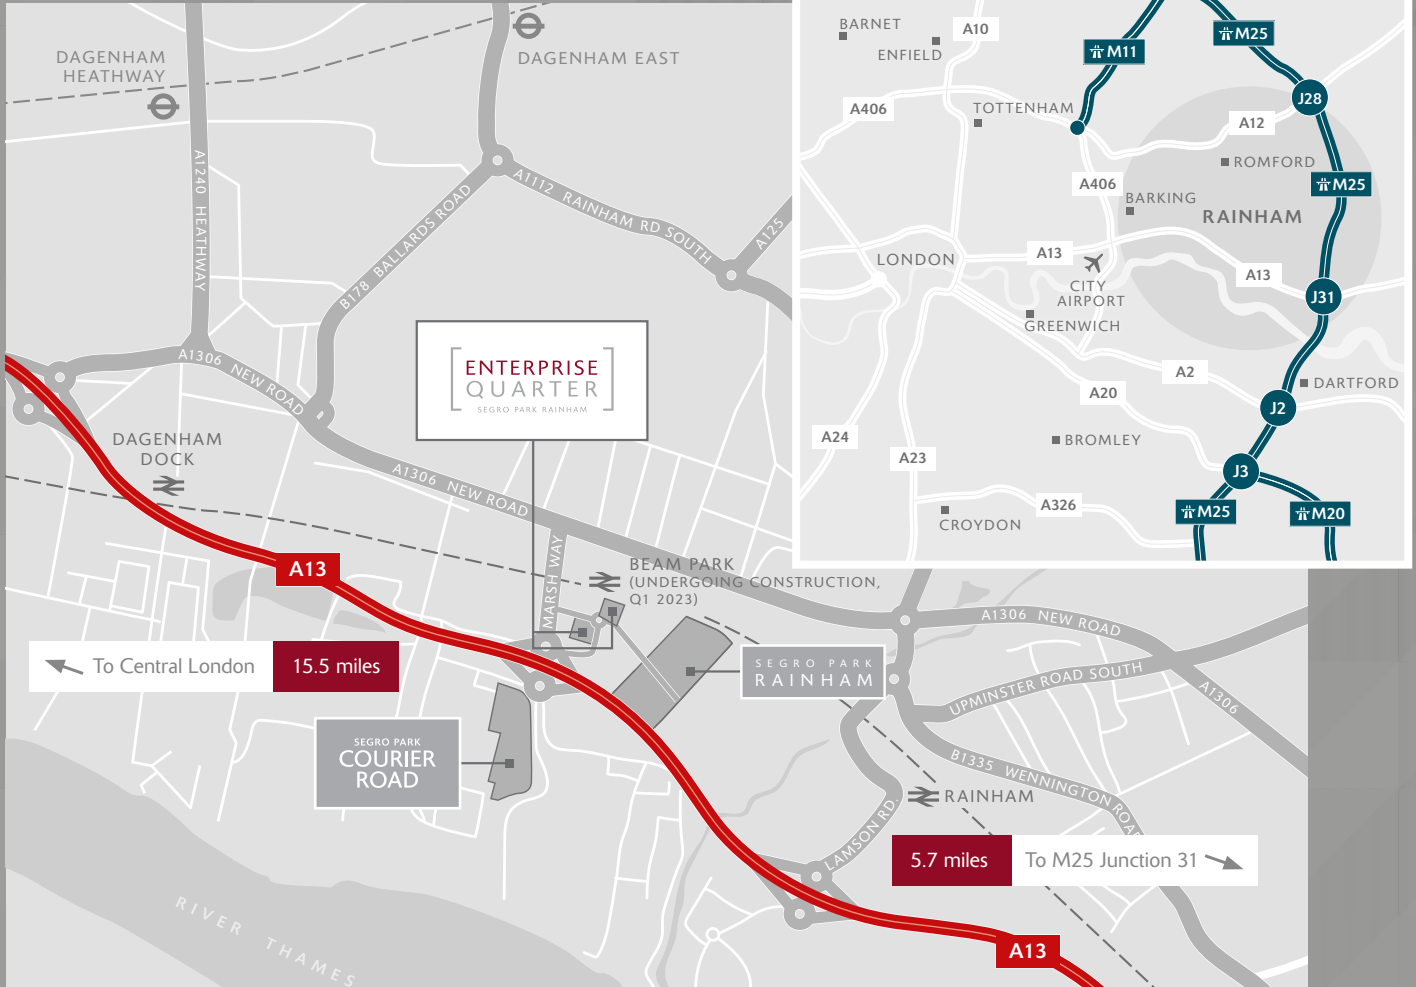 DAGENHAM
HEATHWAY
DAGENHAM EAST
A1240 HEATHWAY
A1112 RAINHAM RD SOUTH
A125
B178 BALLARDS ROAD
A1306 NEW ROAD
ENTERPRISE
QUARTER
SEGRO PARK RAINHAM
DAGENHAM
DOCK
A1306 NEW ROAD
MARSH WAY
BEAM PARK
(UNDERGOING CONSTRUCTION,
Q1 2023)
A13
To Central London
15.5 miles
SEGRO PARK
RAINHAM
SEGRO PARK
COURIER
ROAD
A1306 NEW ROAD
UPMINSTER ROAD SOUTH
A1306
B1335 WENNINGTON ROAD
RAINHAM
LAMSON RD.
5.7 miles
To M25 Junction 31
RIVER THAMES
A13
BARNET
ENFIELD
A10
M11
M25
J28
A406
TOTTENHAM
A12
ROMFORD
A406
M25
BARKING
RAINHAM
LONDON
A13
CITY
AIRPORT
A13
J31
GREENWICH
A2
DARTFORD
A20
J2
A24
BROMLEY
A23
J3
A326
M25
M20
CROYDON